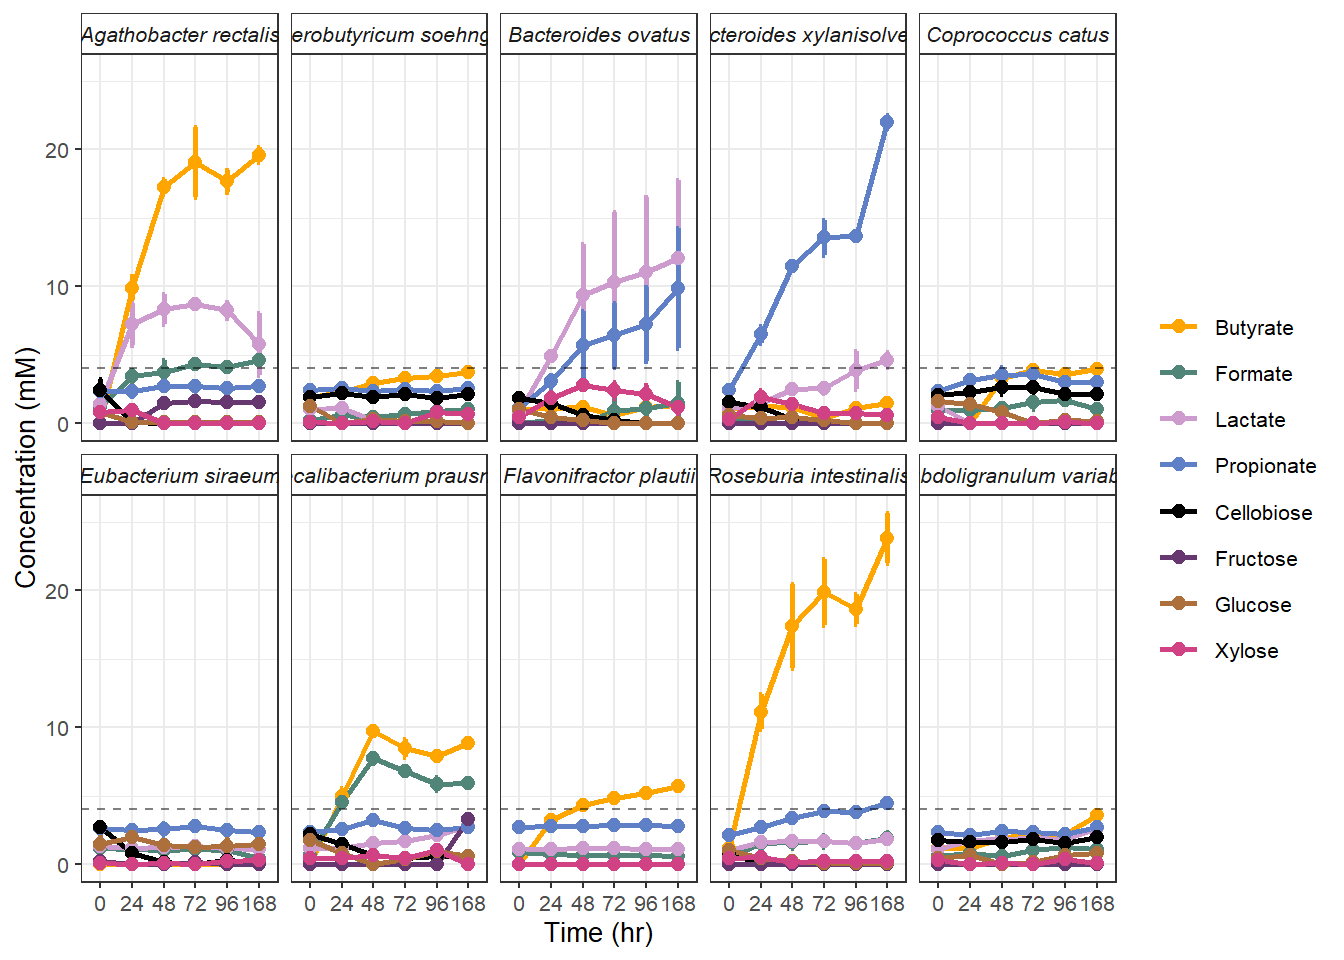 Agathobacter rectalis
erobutyricum soehng
Bacteroides ovatus
cteroides xylanisolve
Coprococcus catus
20
10
0
Eubacterium siraeum
calibacterium prausn
Flavonifractor plautii
Roseburia intestinalis
bdoligranulum variab
20
10
0
0 24 48 72 96 168
0 24 48 72 96 168
0 24 48 72 96 168
0 24 48 72 96 168
0 24 48 72 96 168
Time (hr)
Concentration (mM)
Butyrate
Formate
Lactate
Propionate
Cellobiose
Fructose
Glucose
Xylose